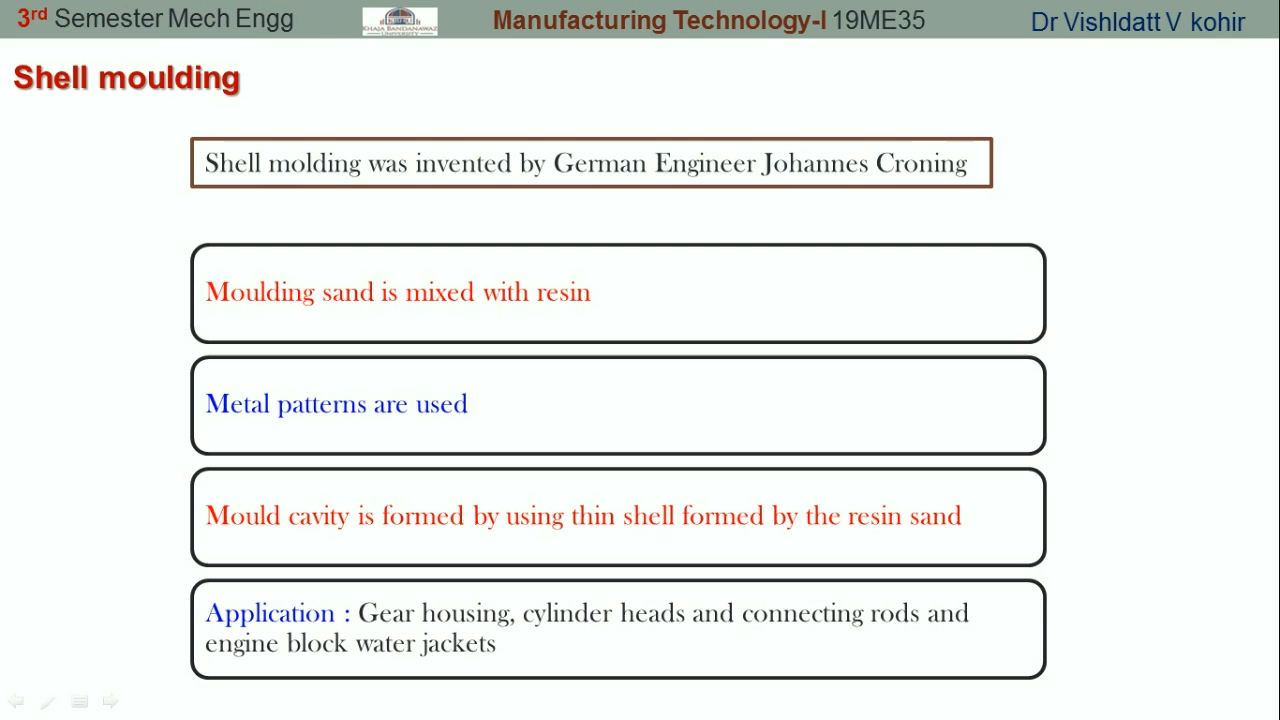 3rd Semester Mech Engg
KHAJA BANDANAWAZ
UNIVERSITY
Manufacturing Technology-I 19ME35
Dr Vishldatt V kohir
Shell moulding
Shell molding was invented by German Engineer Johannes Croning
Moulding sand is mixed with resin
Metal patterns are used
Mould cavity is formed by using thin shell formed by the resin sand
Application : Gear housing, cylinder heads and connecting rods and
engine block water jackets